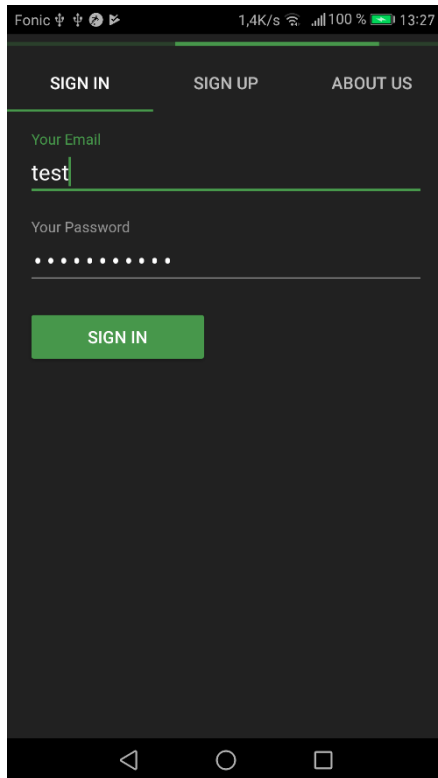 Fonic 1,4K/s 100 % 13:27
SIGN IN SIGN UP ABOUT US
Your Email
test
Your Password
•••••••••••
SIGN IN